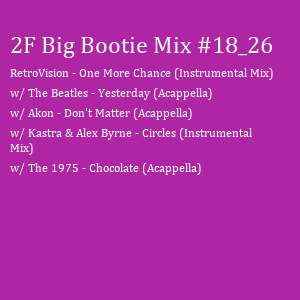 2F Big Bootie Mix #18_26
RetroVision - One More Chance (Instrumental Mix)
w/ The Beatles - Yesterday (Acappella)
w/ Akon - Don't Matter (Acappella)
w/ Kastra & Alex Byrne - Circles (Instrumental
Mix)
w/ The 1975 - Chocolate (Acappella)